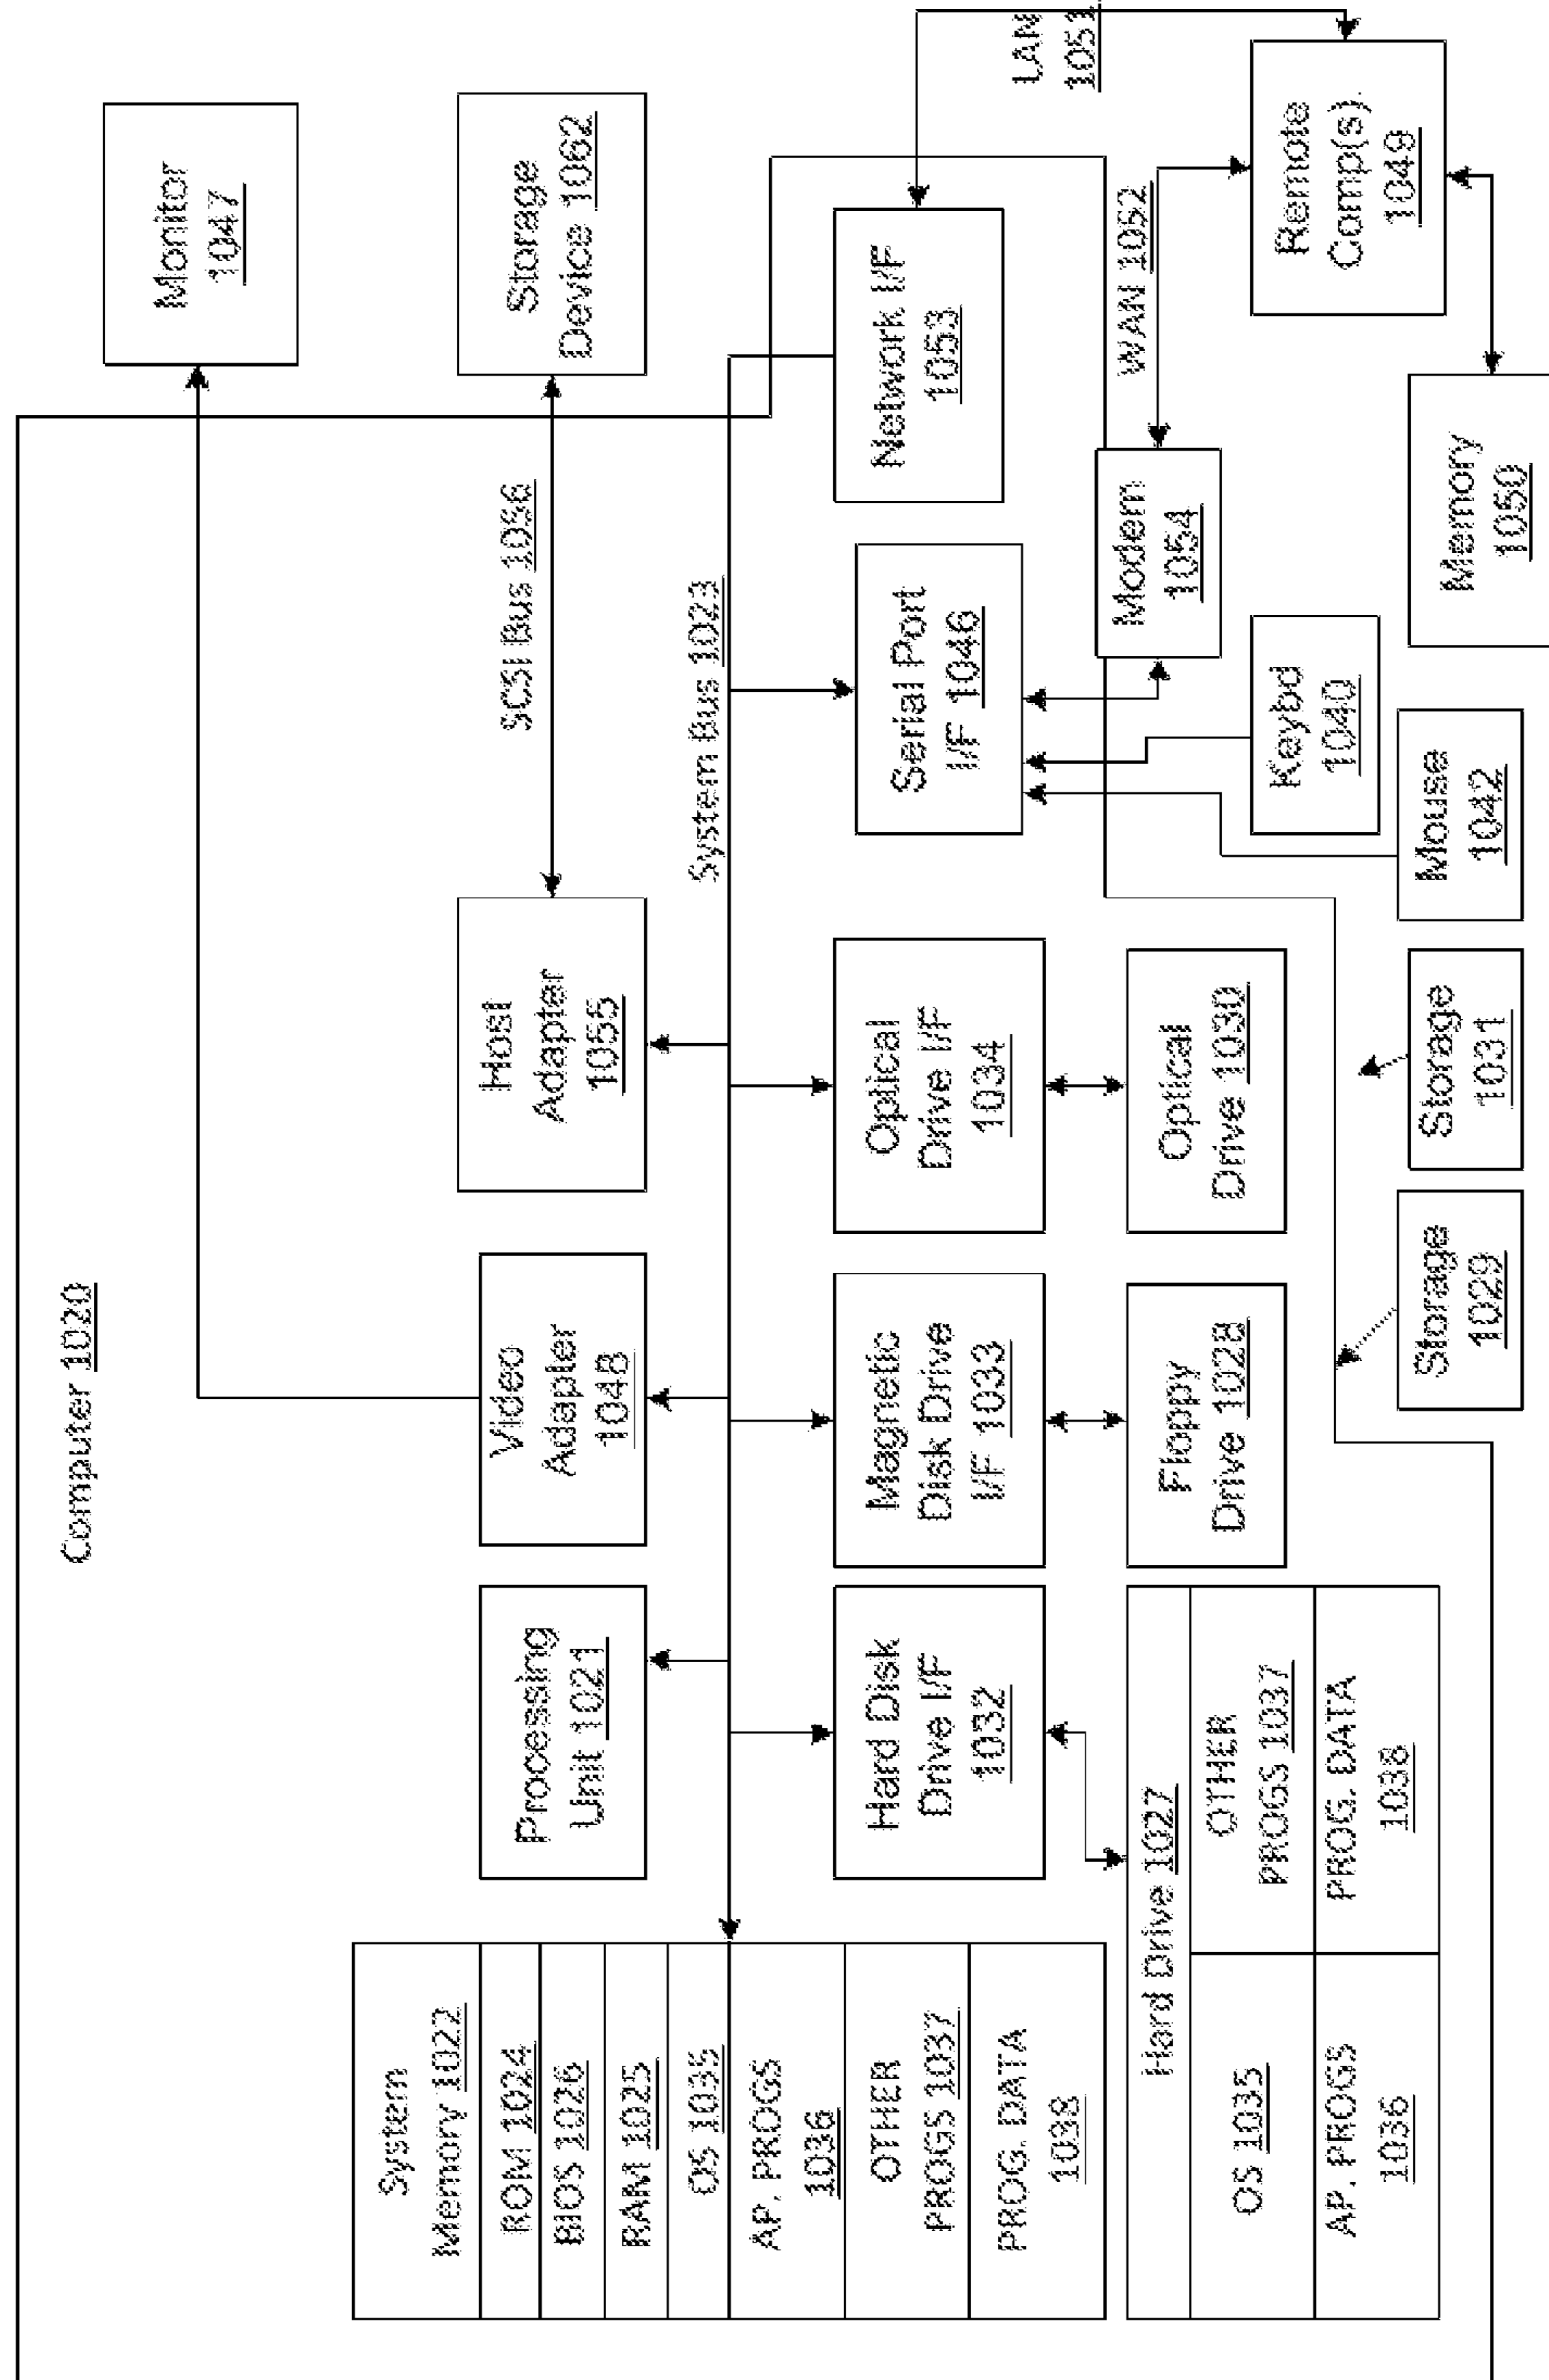 Computer 1020
Monitor
1047
System
Memory 1022
ROM 1024
BIOS 1026
RAM 1025
OS 1035
AP. PROGS
1036
OTHER
PROGS 1037
PROG. DATA
1038
Processing
Unit 1021
Video
Adapter
1048
Host
Adapter
1055
SCSI Bus 1056
Storage
Device 1062
System Bus 1023
Hard Disk
Drive I/F
1032
Magnetic
Disk Drive
I/F 1033
Optical
Drive I/F
1034
Serial Port
I/F 1046
Network I/F
1053
LAN
1051
Hard Drive 1027
OS 1035
OTHER
PROGS 1037
AP. PROGS
1036
PROG. DATA
1038
Floppy
Drive 1028
Optical
Drive 1030
Modem
1054
WAN 1052
Remote
Comp(s).
1049
Keybd
1040
Storage
1029
Storage
1031
Mouse
1042
Memory
1050